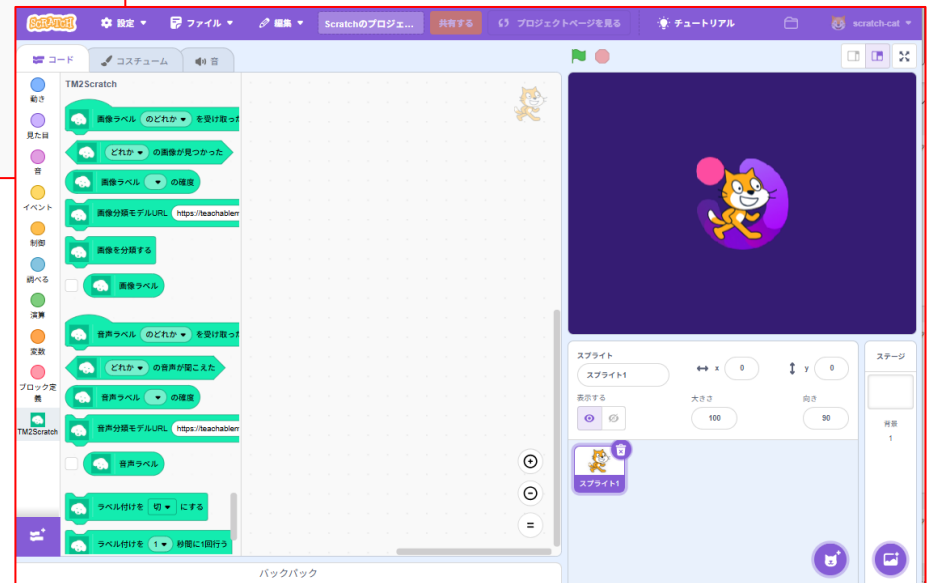 SCRATCH 設定 ファイル 編集 Scratchのプロジェ... 共有する プロジェクトページを見る チュートリアル scratch-cat
コード コスチューム 音
動き
見た目
音
イベント
制御
調べる
演算
変数
ブロック定
義
TM2Scratch
TM2Scratch
画像ラベル のどれか を受け取った
どれか の画像が見つかった
画像ラベル の確度
画像分類モデルURL https://teachablem
画像を分類する
画像ラベル
音声ラベル のどれか を受け取った
どれか の音声が聞こえた
音声ラベル の確度
音声分類モデルURL https://teachablem
音声ラベル
ラベル付けを 切 にする
ラベル付けを 1 秒間に1回行う
バックパック
スプライト
スプライト1 x 0 y 0
表示する 大きさ 向き
100 90
スプライト1
ステージ
背景
1